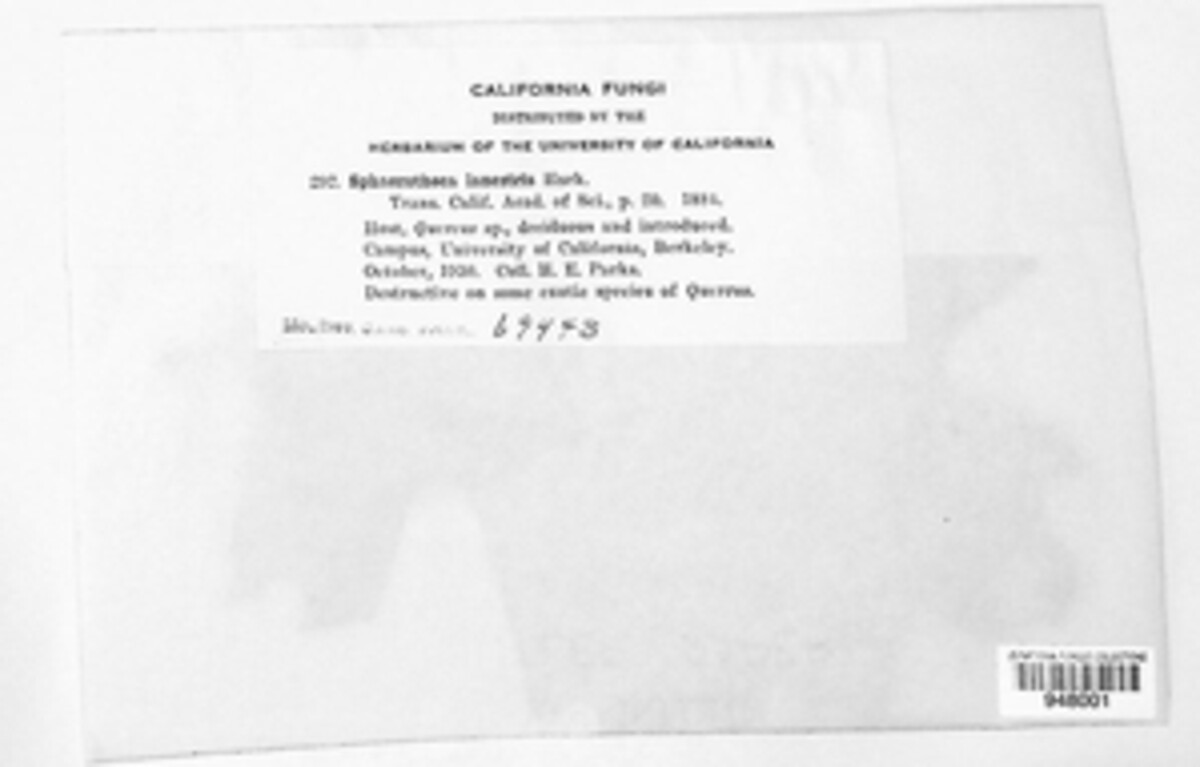 CALIFORNIA FUNGI
DISTRIBUTED BY THE
HERBARIUM OF THE UNIVERSITY OF CALIFORNIA
Sphaerotheca lanestris Hark.
Trans. Calif. Acad. of Sci., p.
Host, Quercus sp., deciduous and introduced.
Campus, University of California, Berkeley.
October, Coll. H. E. Parks.
Destructive on some exotic species of Quercus.
948001